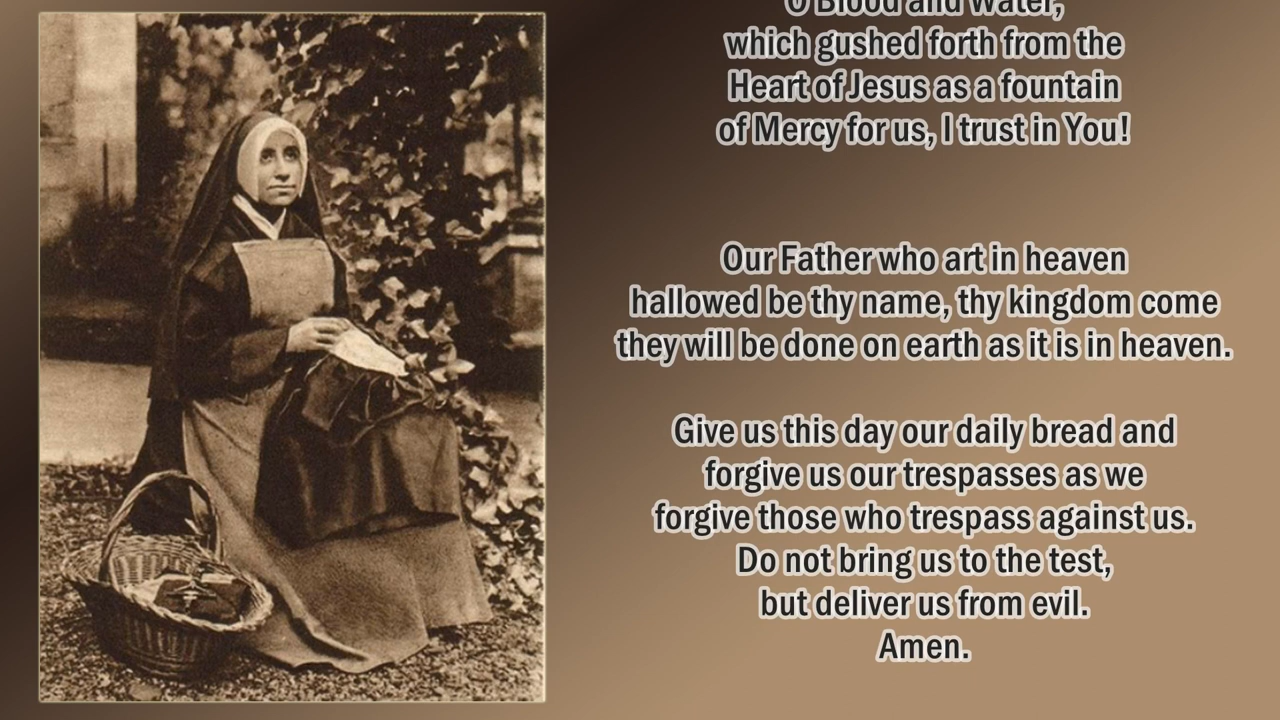 O Blood and Water,
which gushed forth from the
Heart of Jesus as a fountain
of Mercy for us, I trust in You!
Our Father who art in heaven
hallowed be thy name, thy kingdom come
they will be done on earth as it is in heaven.
Give us this day our daily bread and
forgive us our trespasses as we
forgive those who trespass against us.
Do not bring us to the test,
but deliver us from evil.
Amen.